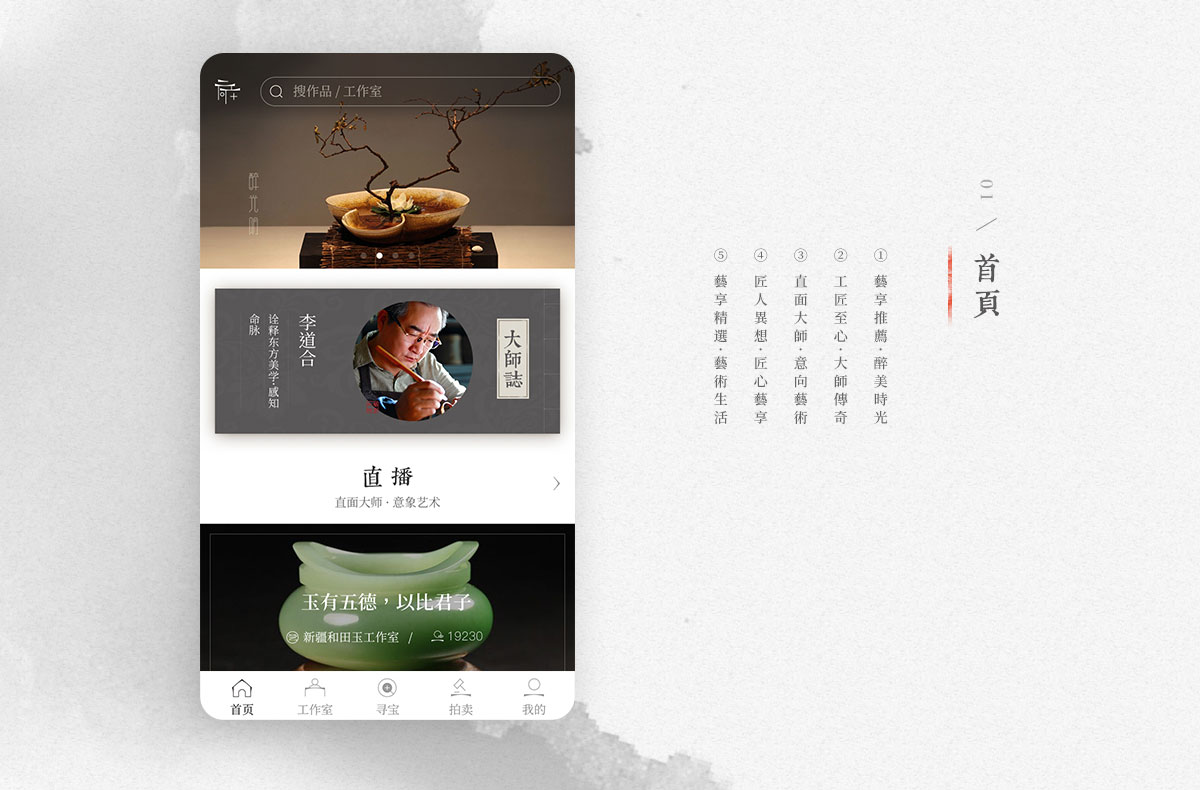 搜作品 / 工作室
醉光阴
大師誌
李道合
诠释东方美学·感知
命脉
直播
直面大师·意象艺术
玉有五德，以比君子
新疆和田玉工作室 / 19230
首页
工作室
寻宝
拍卖
我的
01 /
首頁
① 藝享推薦·醉美時光
② 工匠至心·大師傳奇
③ 直面大師·意向藝術
④ 匠人異想·匠心藝享
⑤ 藝享精選·藝術生活